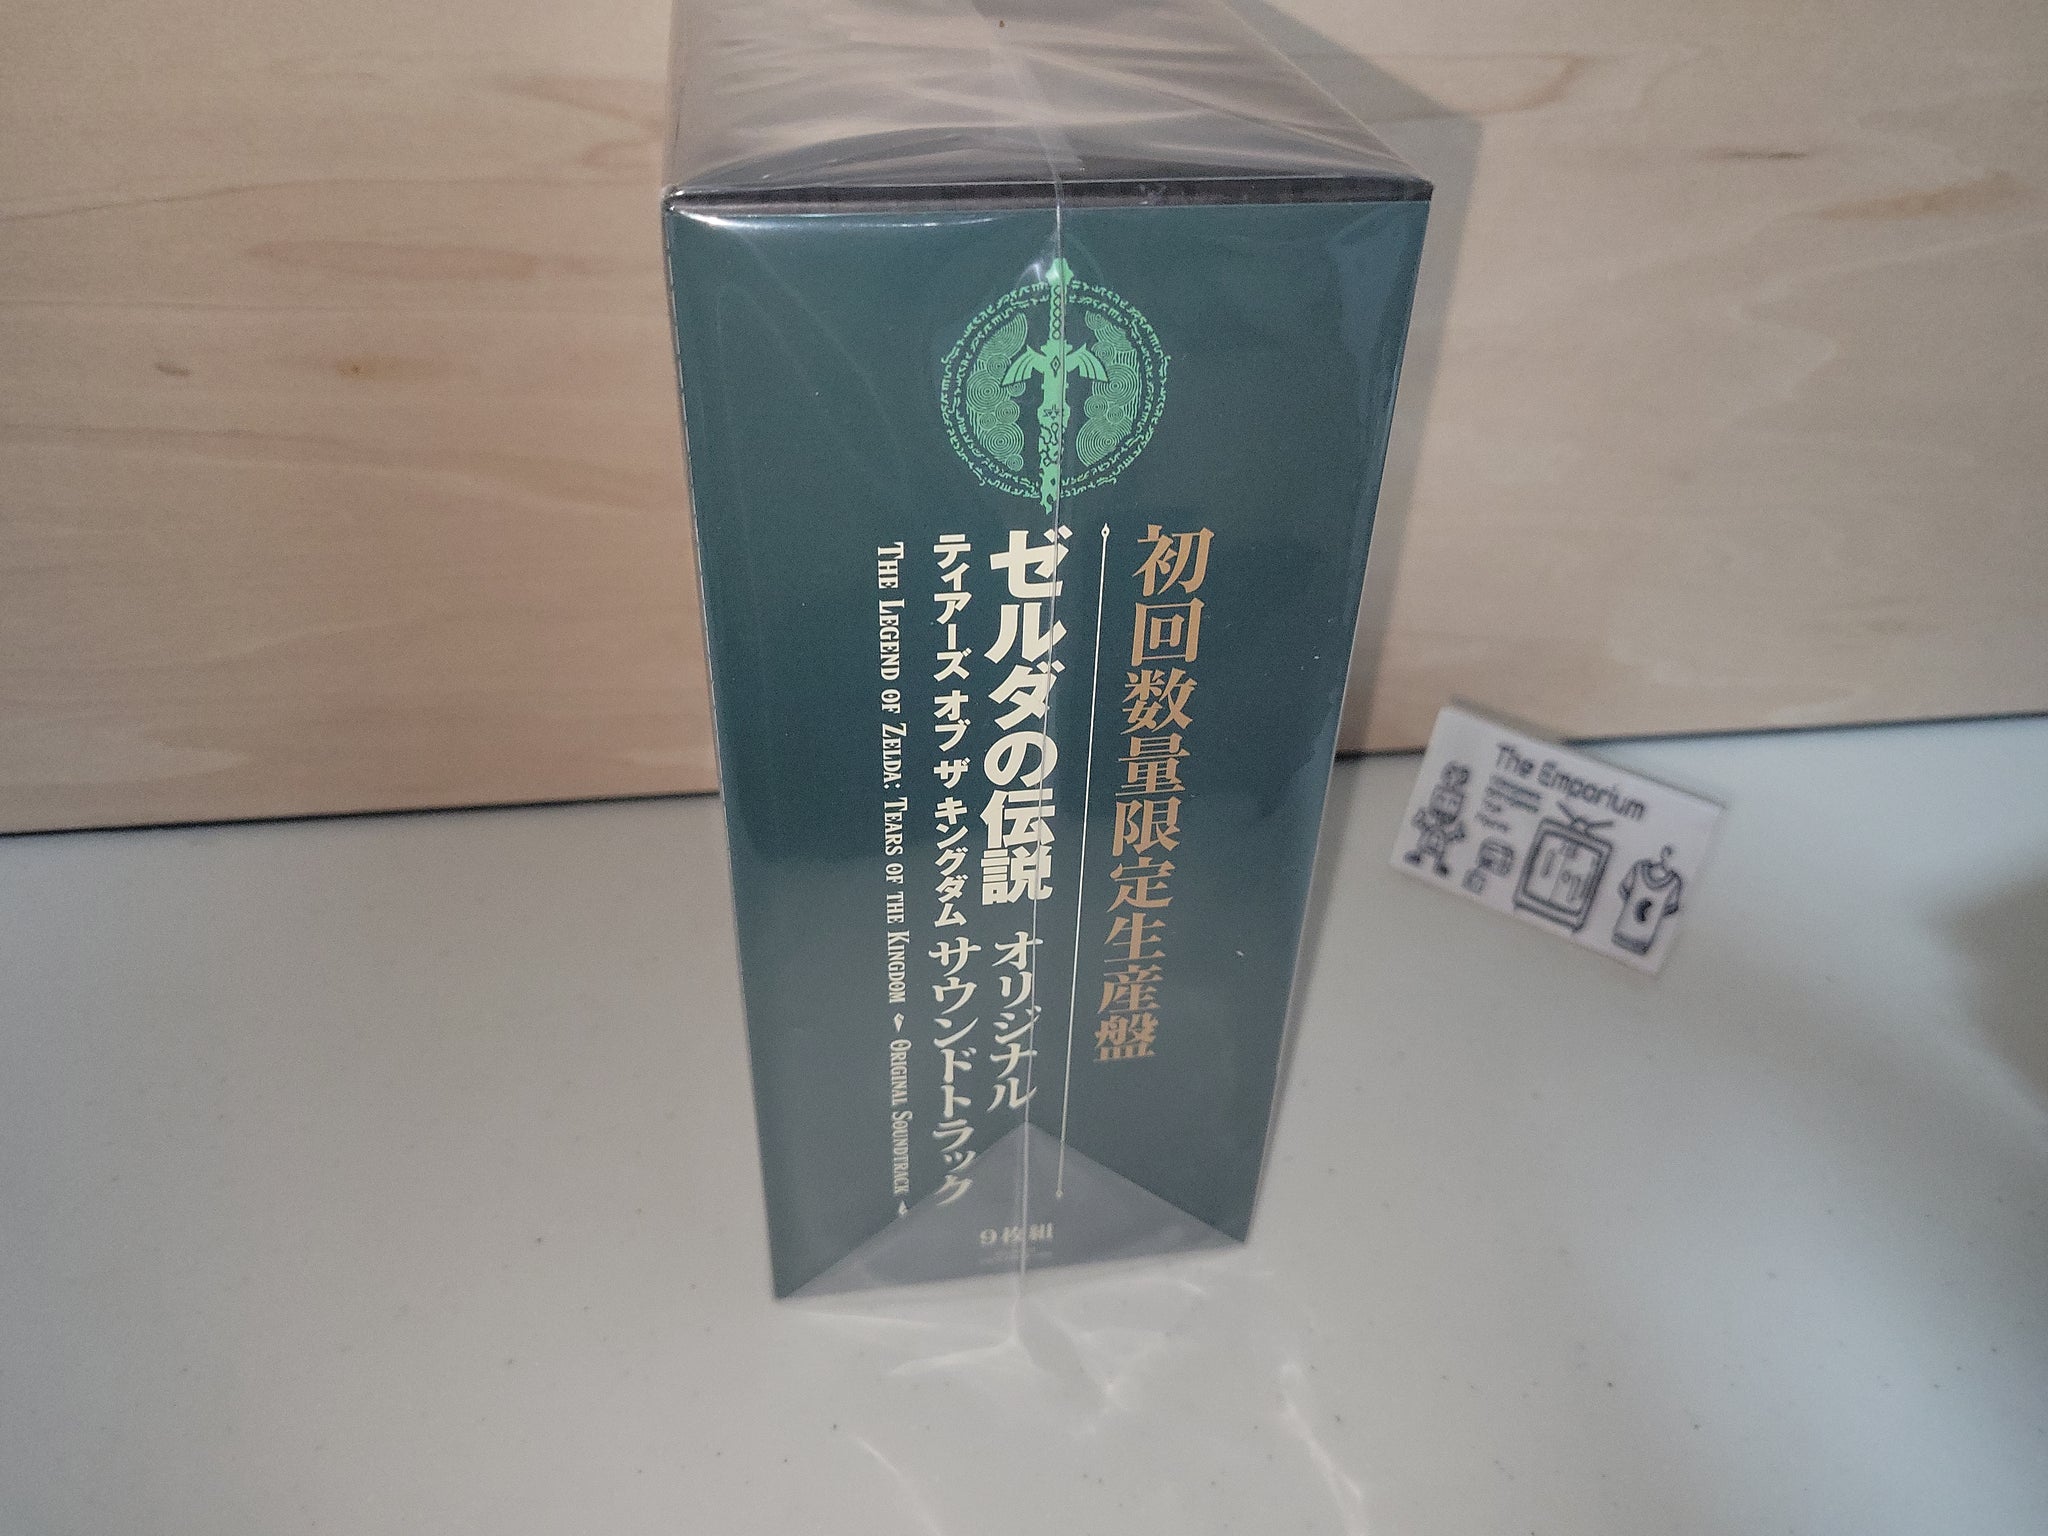 初回数量限定生産盤
ゼルダの伝説 オリジナル
ティアーズ オブ ザ キングダム サウンドトラック
THE LEGEND OF ZELDA: TEARS OF THE KINGDOM ORIGINAL SOUNDTRACK
9枚組
The Emporium